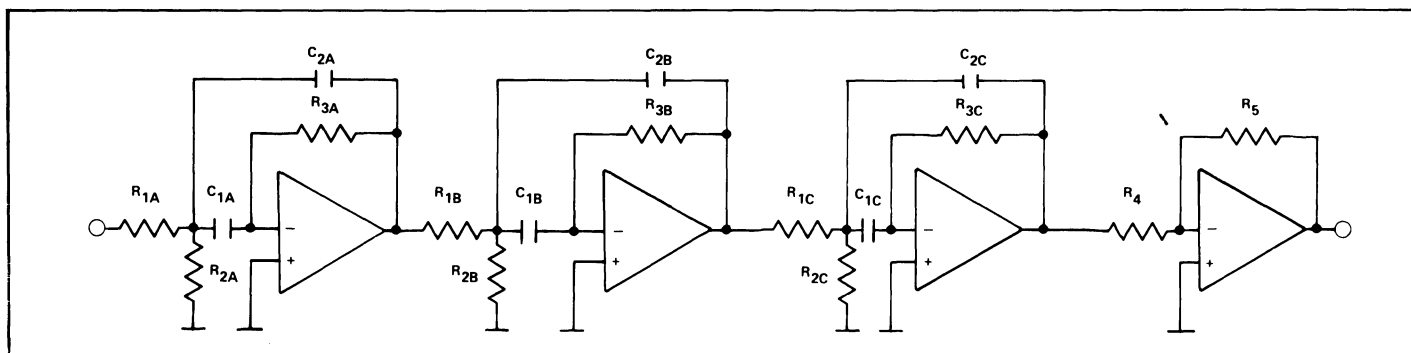 C2A
R3A
R1A
C1A
R2A
C2B
R3B
R1B
C1B
R2B
C2C
R3C
R1C
C1C
R2C
R5
R4
− +
− +
− +
− +